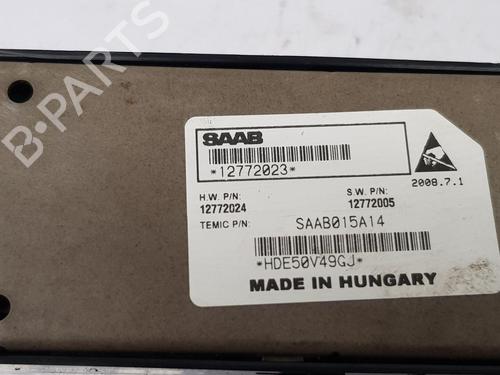 SAAB
*12772023*
2008.7.1
H.W. P/N: S.W. P/N:
12772024 12772005
TEMIC P/N: SAAB015A14
*HDE50V49GJ*
MADE IN HUNGARY
B-PARTS